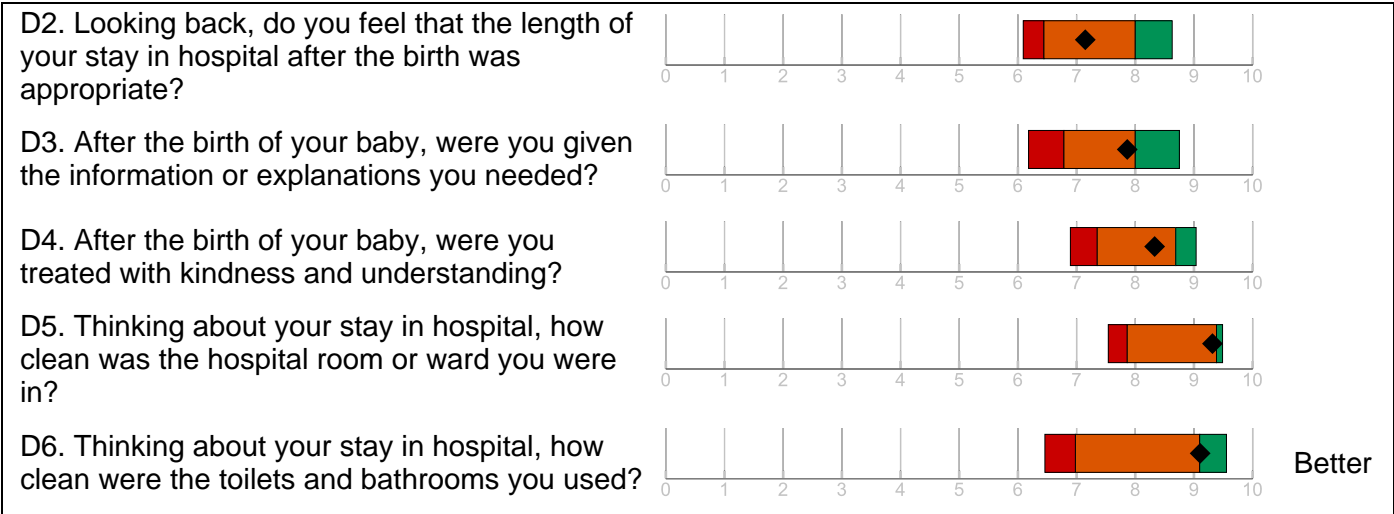 D2. Looking back, do you feel that the length of
your stay in hospital after the birth was
appropriate?
0 1 2 3 4 5 6 7 8 9 10
D3. After the birth of your baby, were you given
the information or explanations you needed?
0 1 2 3 4 5 6 7 8 9 10
D4. After the birth of your baby, were you
treated with kindness and understanding?
0 1 2 3 4 5 6 7 8 9 10
D5. Thinking about your stay in hospital, how
clean was the hospital room or ward you were
in?
0 1 2 3 4 5 6 7 8 9 10
D6. Thinking about your stay in hospital, how
clean were the toilets and bathrooms you used?
0 1 2 3 4 5 6 7 8 9 10
Better